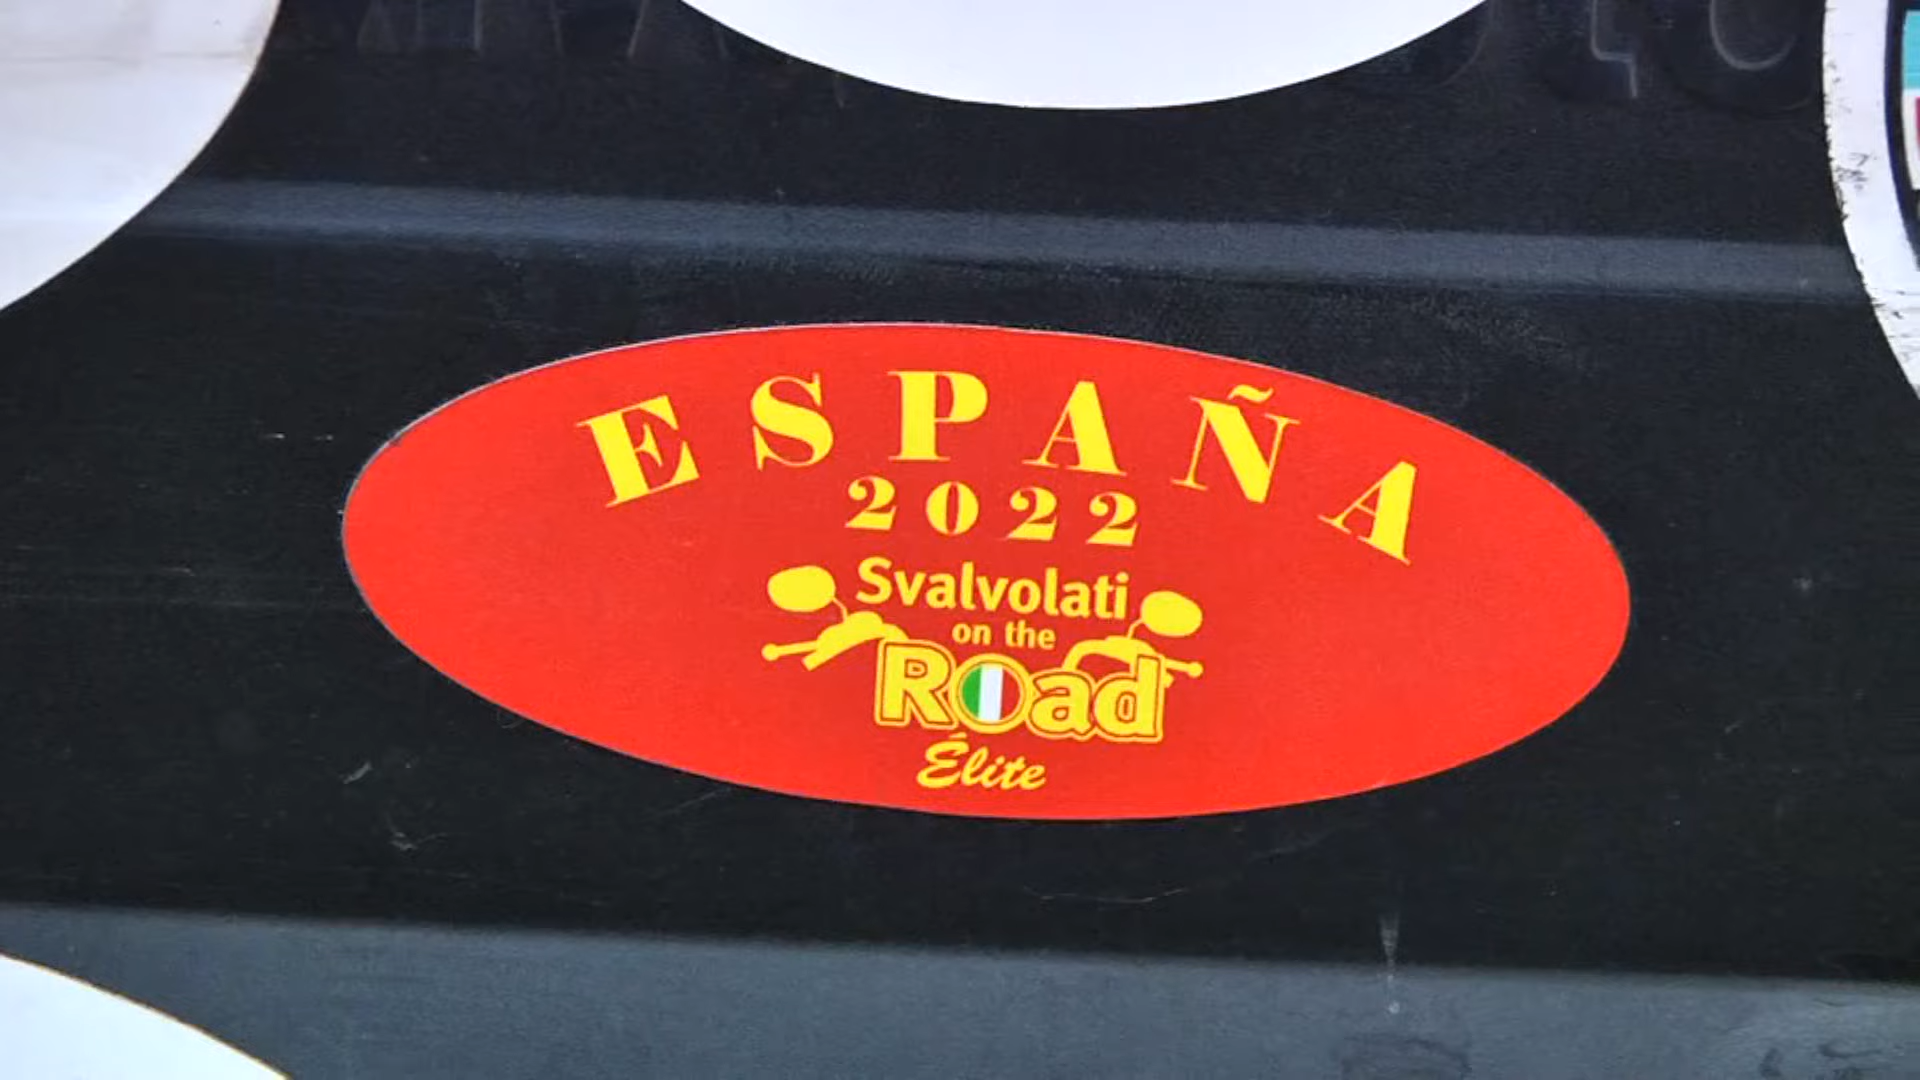 ESPAÑA
2022
Svalvolati
on the
Road
Élite